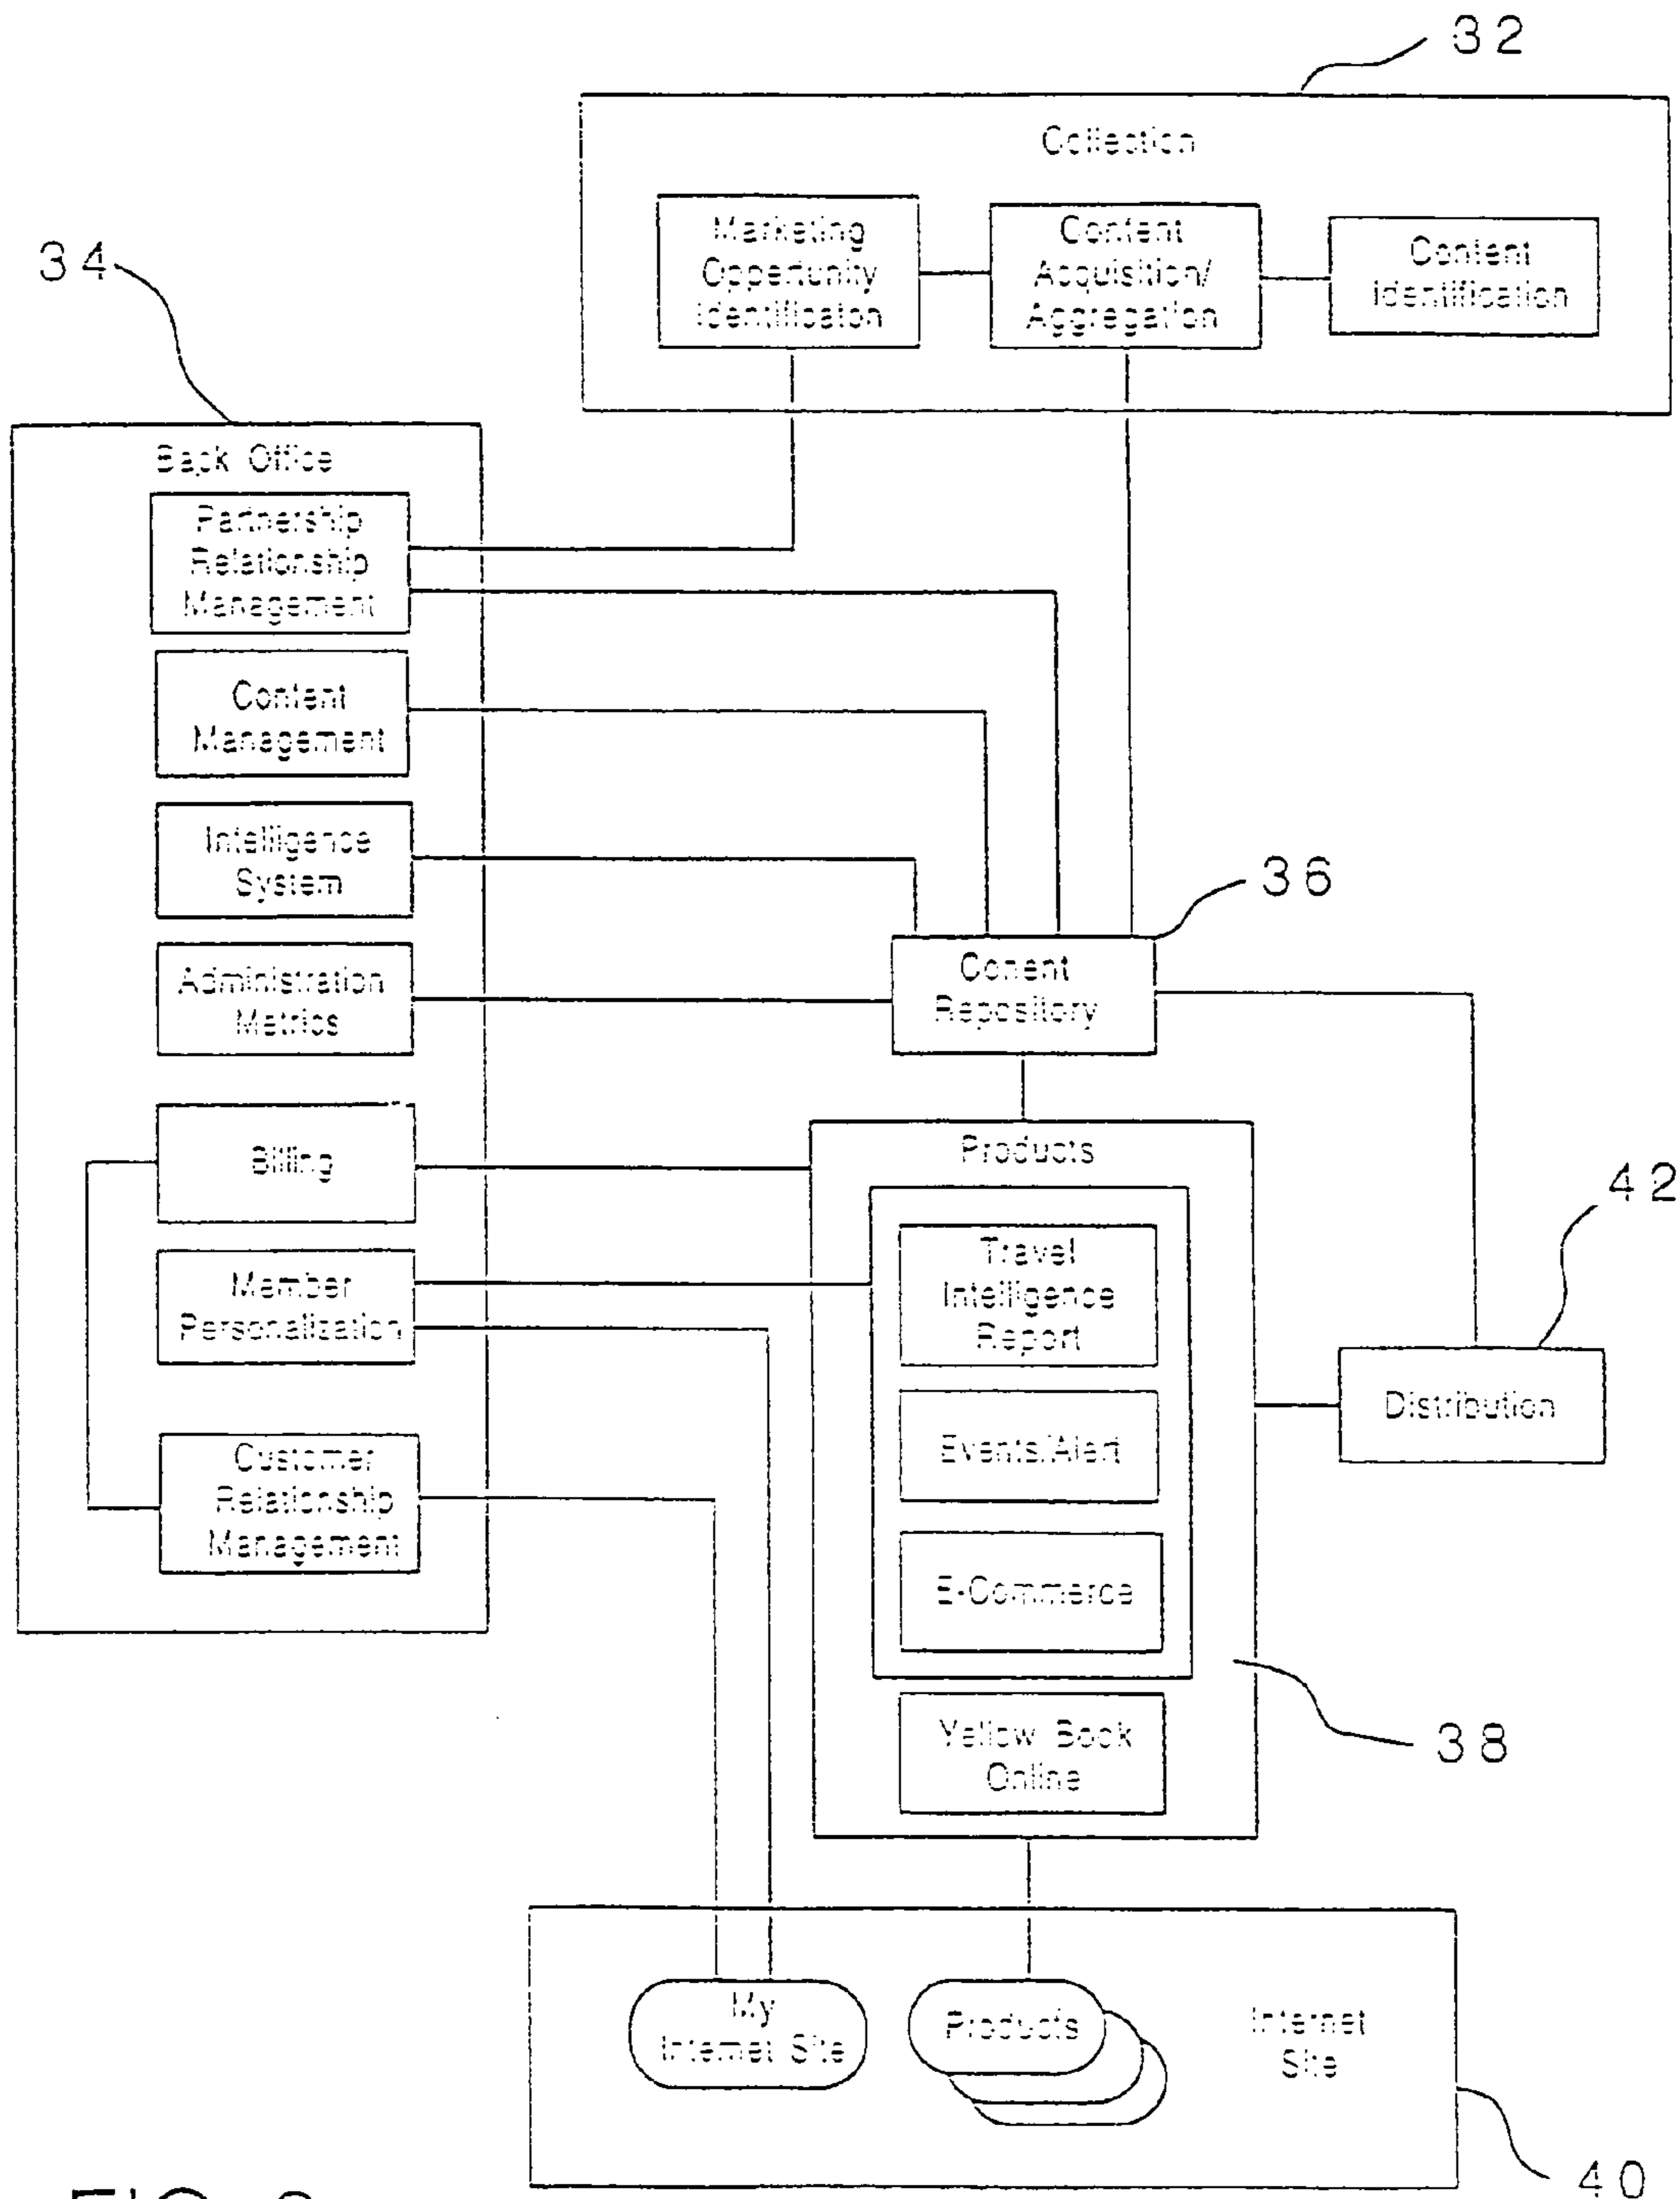 32
Collection
Marketing
Opportunity
Identificaton
Content
Acquisition/
Aggregation
Content
Identification
34
Back Office
Partnership
Relationship
Management
Content
Management
Intelligence
System
Administration
Metrics
Billing
Member
Personalization
Customer
Relationship
Management
36
Conent
Repository
Products
Travel
Intelligence
Report
Events/Alert
E-Commerce
Yellow Book
Online
38
42
Distribution
My
Internet Site
Products
Internet
Site
40